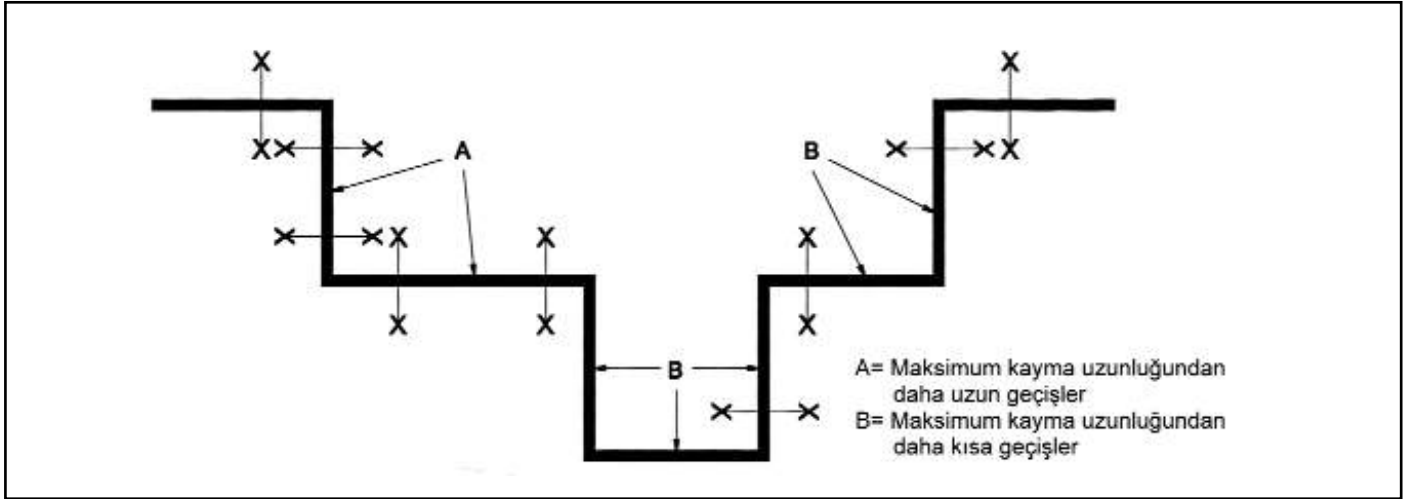 A
B
B
A= Maksimum kayma uzunluğundan
daha uzun geçişler
B= Maksimum kayma uzunluğundan
daha kısa geçişler